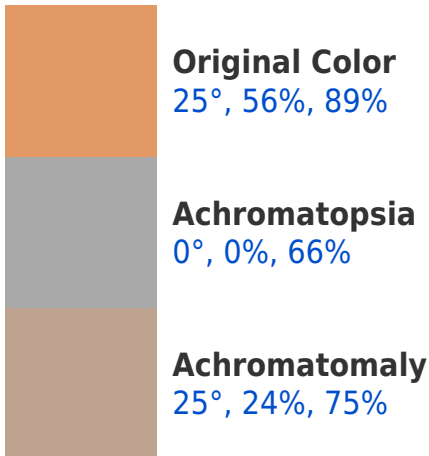 Original Color
25°, 56%, 89%
Achromatopsia
0°, 0%, 66%
Achromatomaly
25°, 24%, 75%